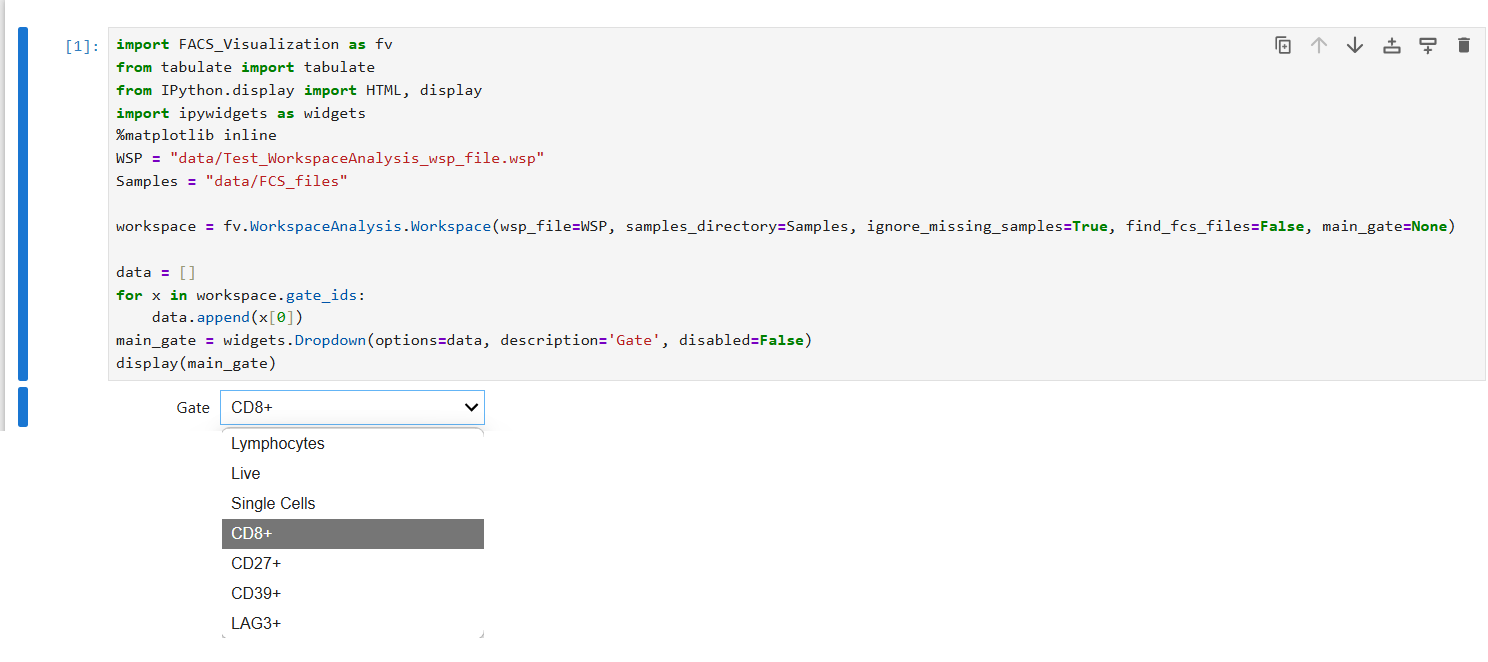 [1]:
import FACS_Visualization as fv
from tabulate import tabulate
from IPython.display import HTML, display
import ipywidgets as widgets
%matplotlib inline
WSP = "data/Test_WorkspaceAnalysis_wsp_file.wsp"
Samples = "data/FCS_files"
workspace = fv.WorkspaceAnalysis.Workspace(wsp_file=WSP, samples_directory=Samples, ignore_missing_samples=True, find_fcs_files=False, main_gate=None)
data = []
for x in workspace.gate_ids:
    data.append(x[0])
main_gate = widgets.Dropdown(options=data, description='Gate', disabled=False)
display(main_gate)
Gate CD8+
Lymphocytes
Live
Single Cells
CD8+
CD27+
CD39+
LAG3+